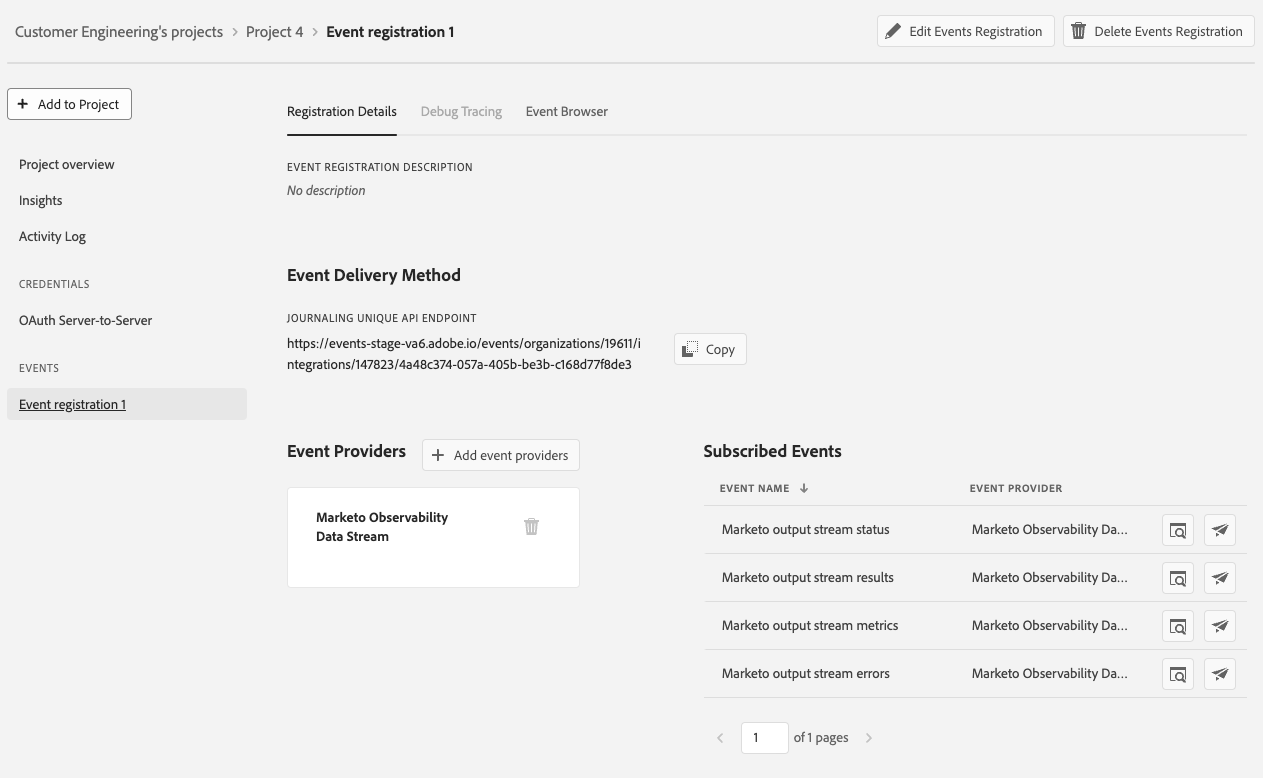 Customer Engineering's projects > Project 4 > Event registration 1
Edit Events Registration
Delete Events Registration
+ Add to Project
Project overview
Insights
Activity Log
CREDENTIALS
OAuth Server-to-Server
EVENTS
Event registration 1
Registration Details
Debug Tracing
Event Browser
EVENT REGISTRATION DESCRIPTION
No description
Event Delivery Method
JOURNALING UNIQUE API ENDPOINT
https://events-stage-va6.adobe.io/events/organizations/19611/i
ntegrations/147823/4a48c374-057a-405b-be3b-c168d77f8de3
Copy
Event Providers
+ Add event providers
Marketo Observability
Data Stream
Subscribed Events
EVENT NAME ↓ EVENT PROVIDER
Marketo output stream status Marketo Observability Da...
Marketo output stream results Marketo Observability Da...
Marketo output stream metrics Marketo Observability Da...
Marketo output stream errors Marketo Observability Da...
< 1 of 1 pages >